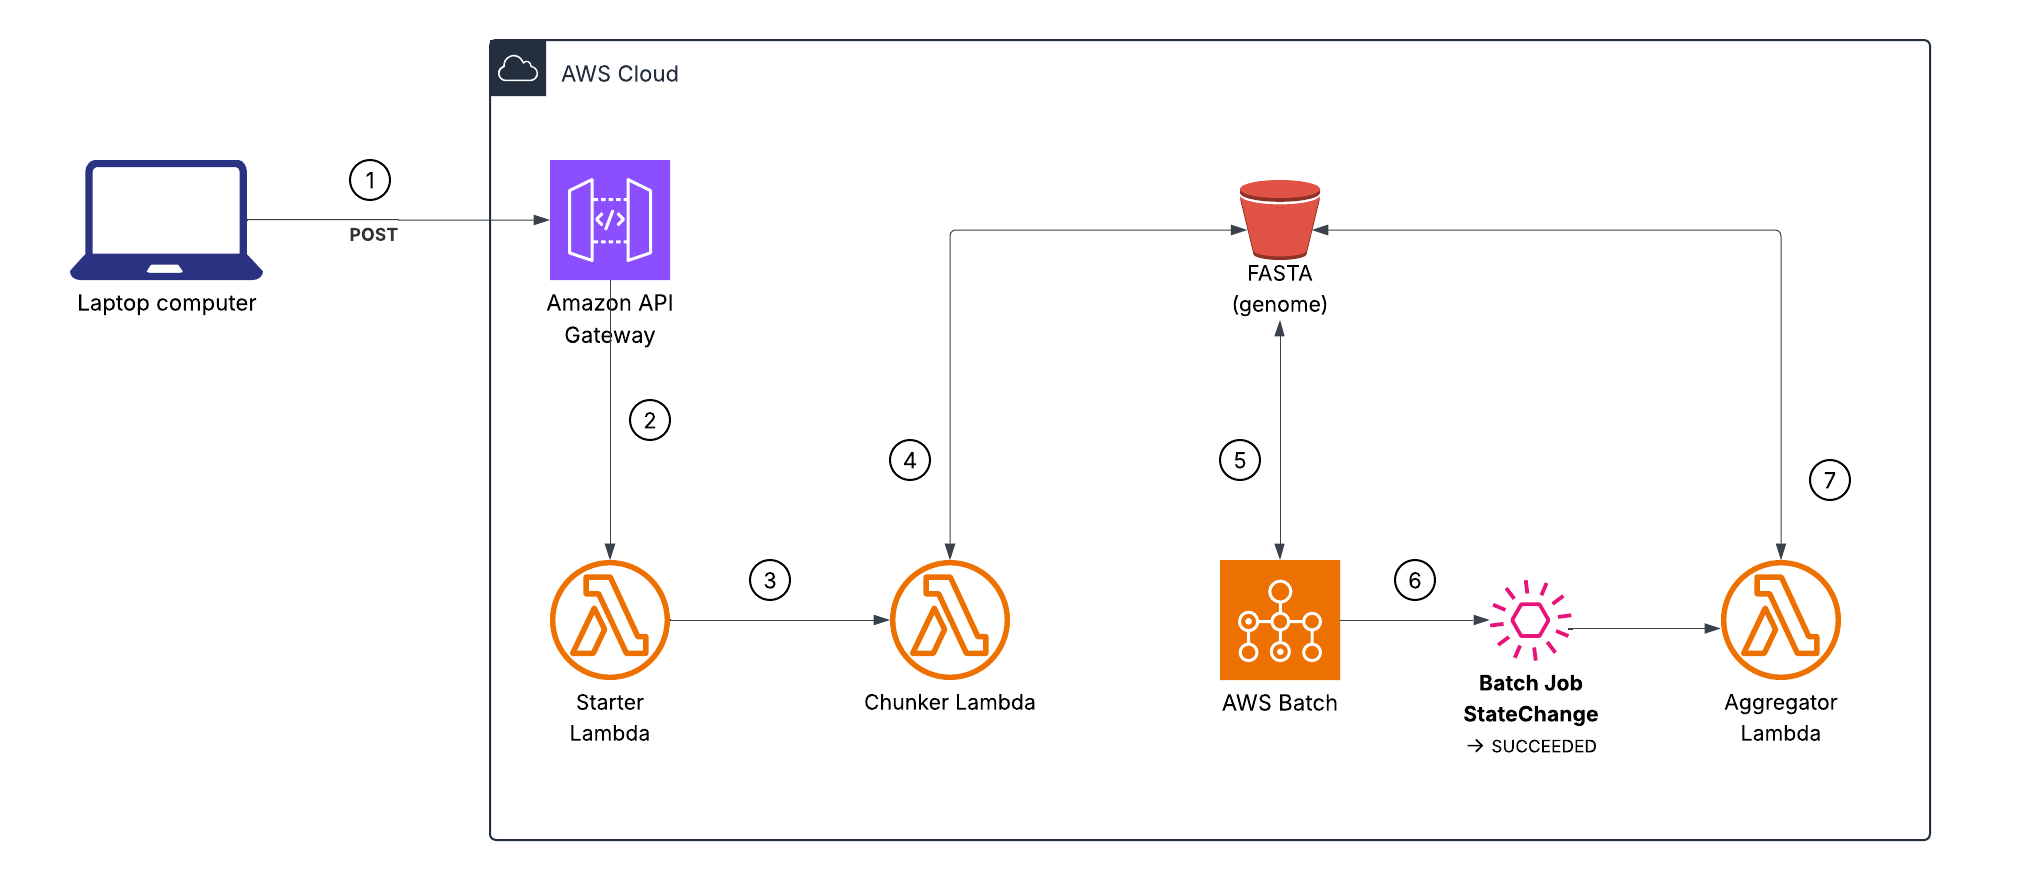 AWS Cloud
1
POST
Laptop computer
Amazon API
Gateway
FASTA
(genome)
2
4
5
7
3
6
Starter
Lambda
Chunker Lambda
AWS Batch
Batch Job
StateChange
→ SUCCEEDED
Aggregator
Lambda